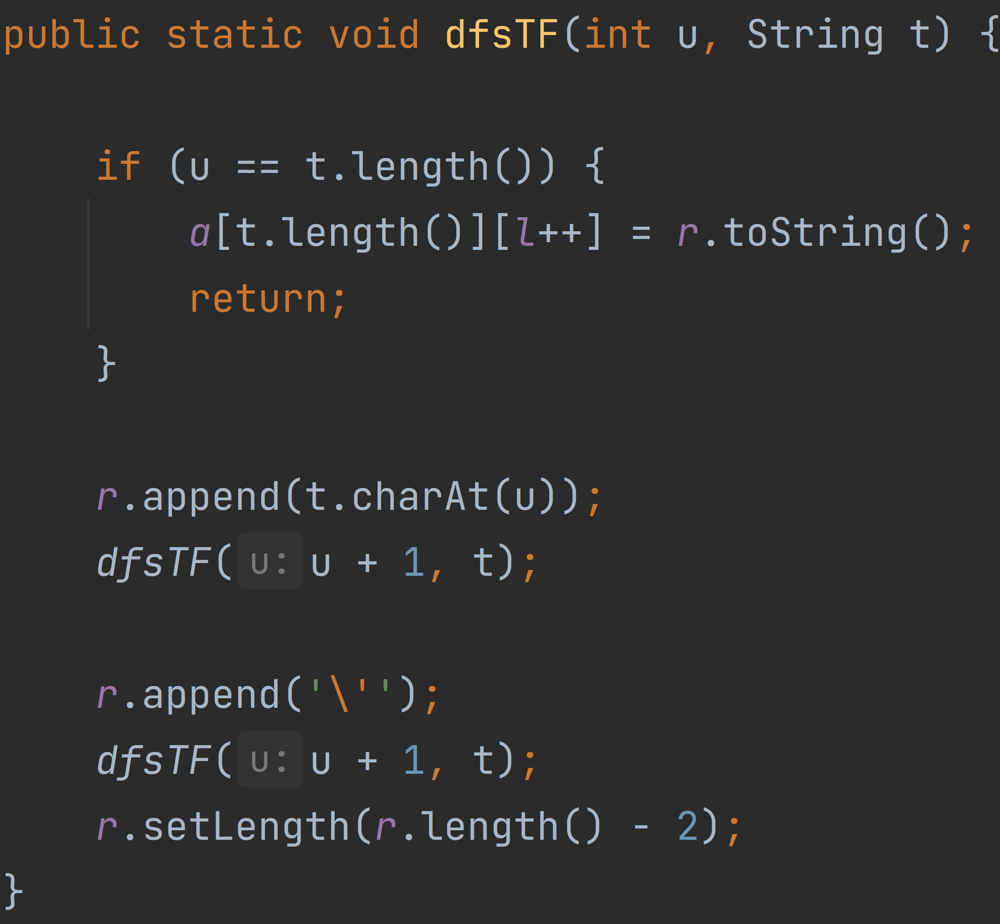 public static void dfsTF(int u, String t) {
if (u == t.length()) {
a[t.length()][l++] = r.toString();
return;
}
r.append(t.charAt(u));
dfsTF( u: u + 1, t);
r.append('\'');
dfsTF( u: u + 1, t);
r.setLength(r.length() - 2);
}